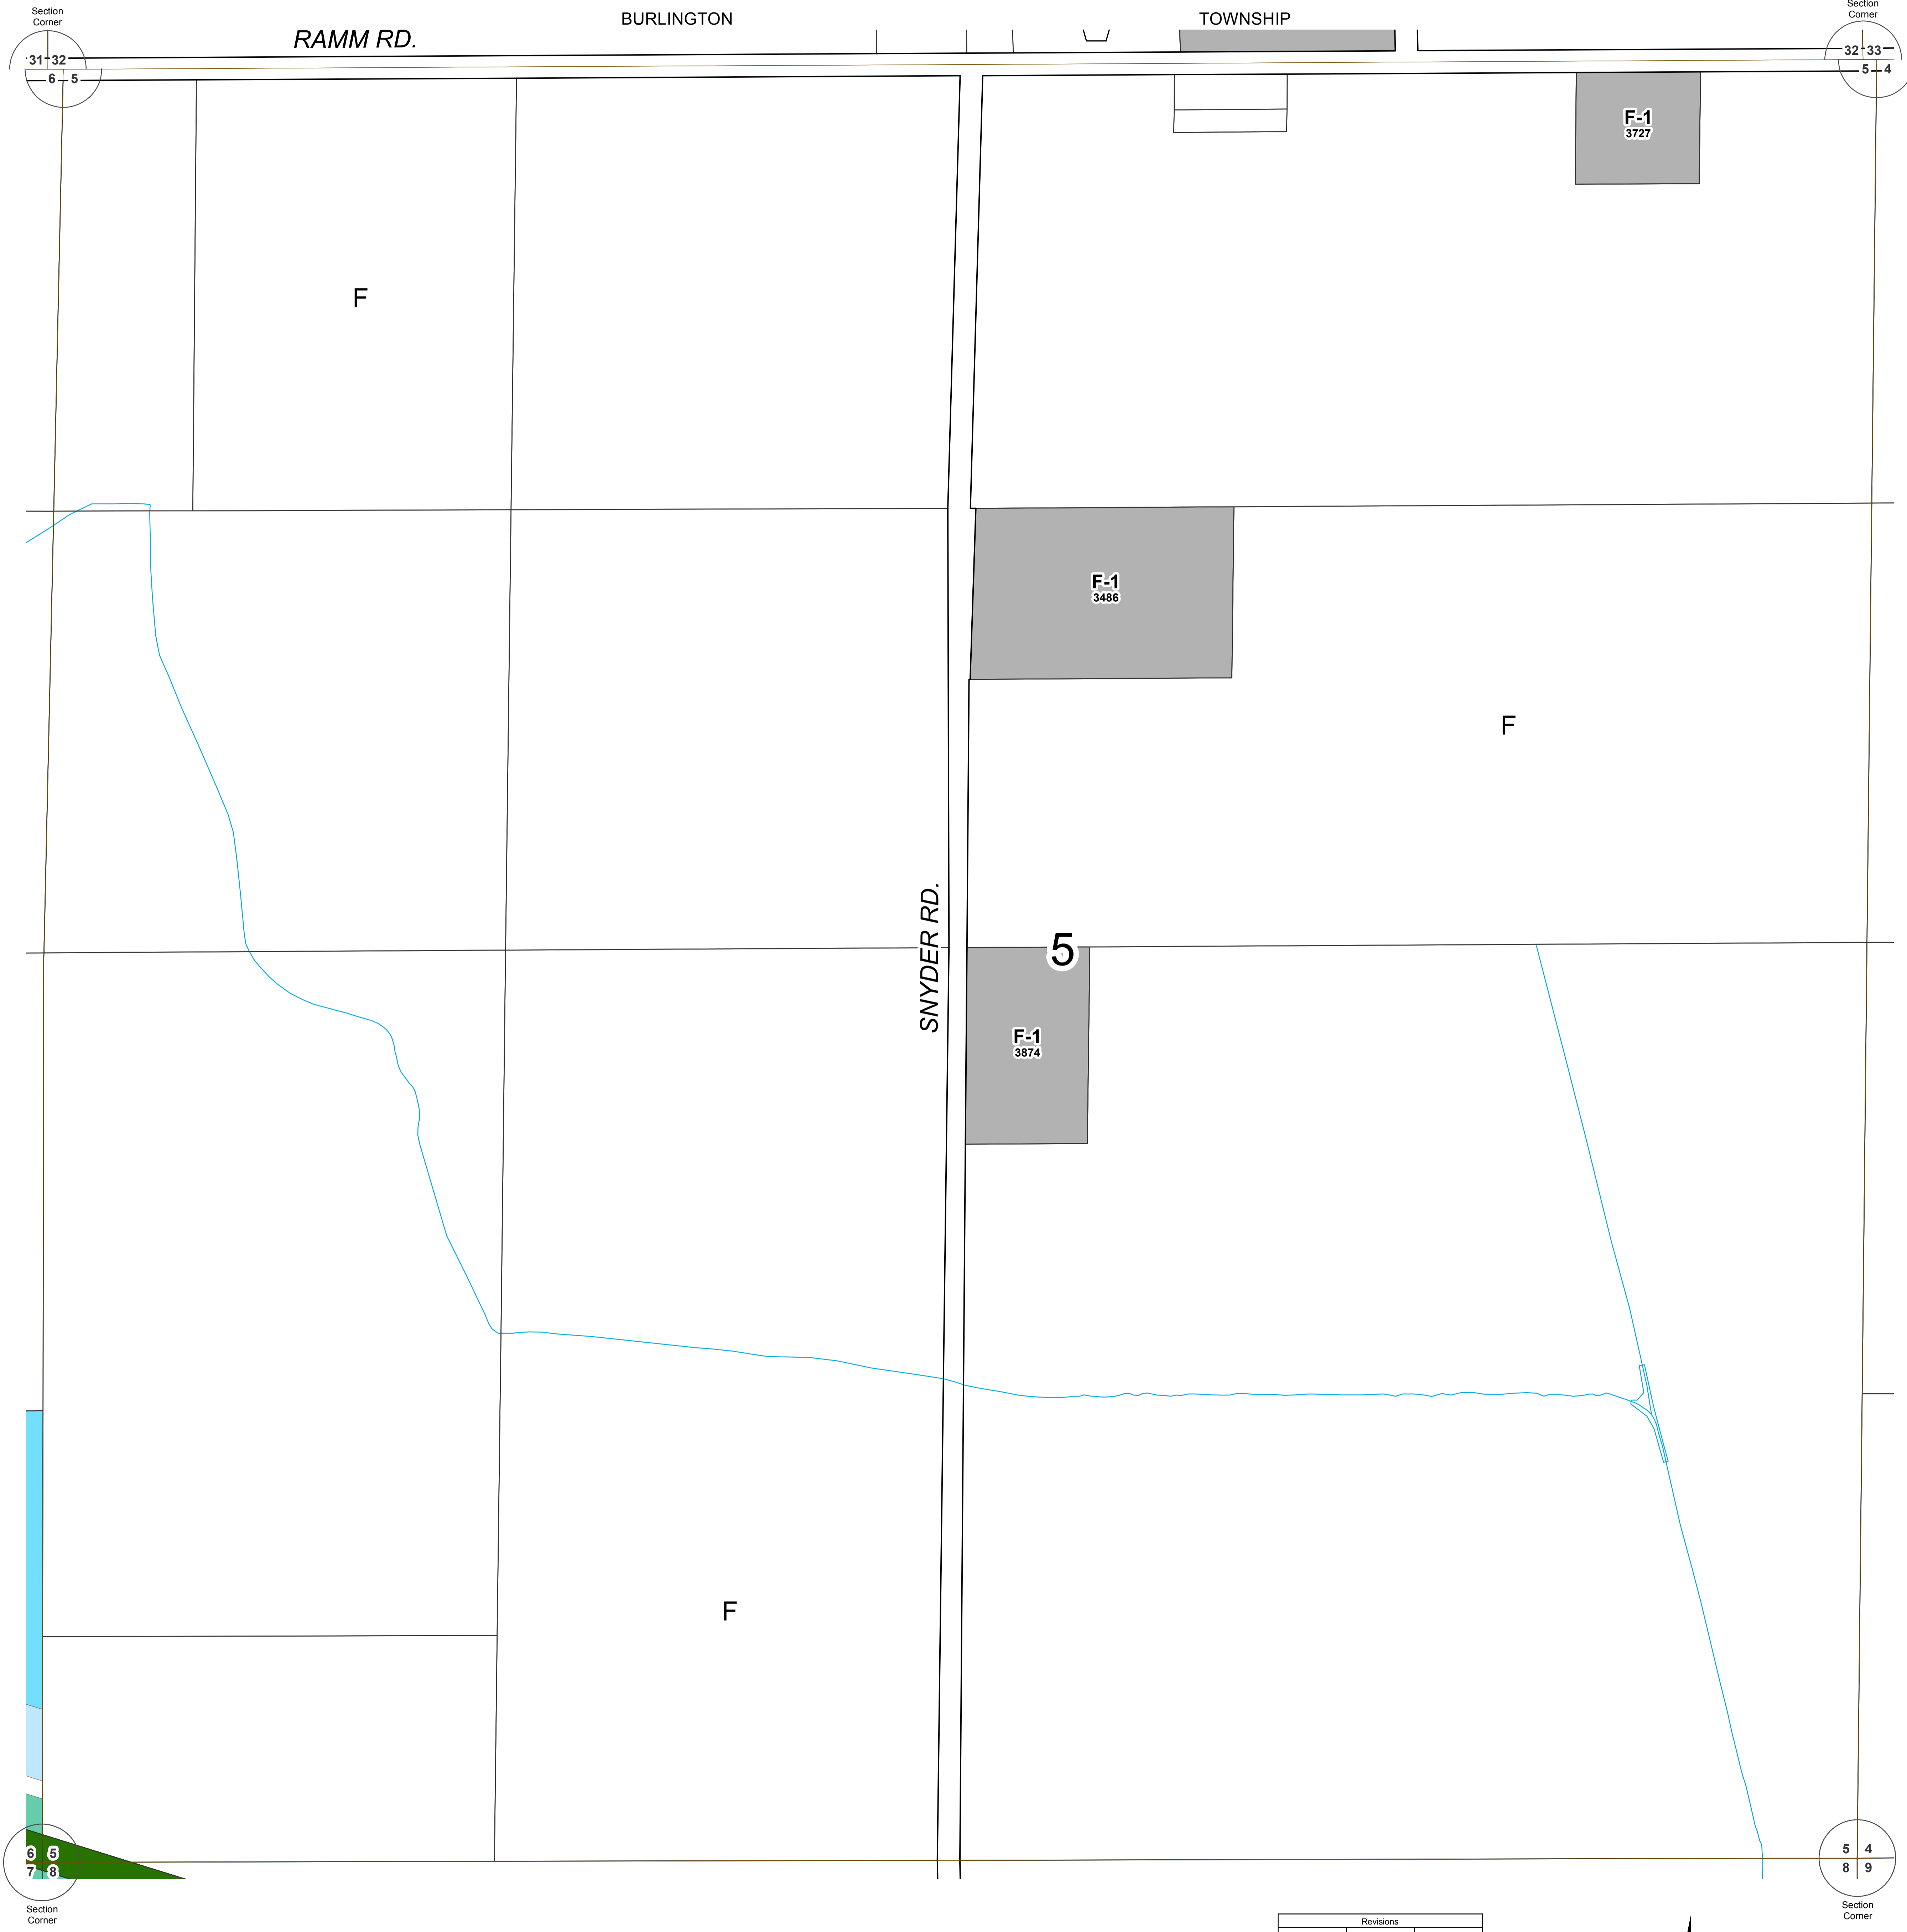 Section
Corner
BURLINGTON
TOWNSHIP
Section
Corner
RAMM RD.
31 32
6 5
32 33
5 4
F-1
3727
F
F-1
3486
F
SNYDER RD.
5
F-1
3874
F
6 5
7 8
5 4
8 9
Section
Corner
Section
Corner
Revisions